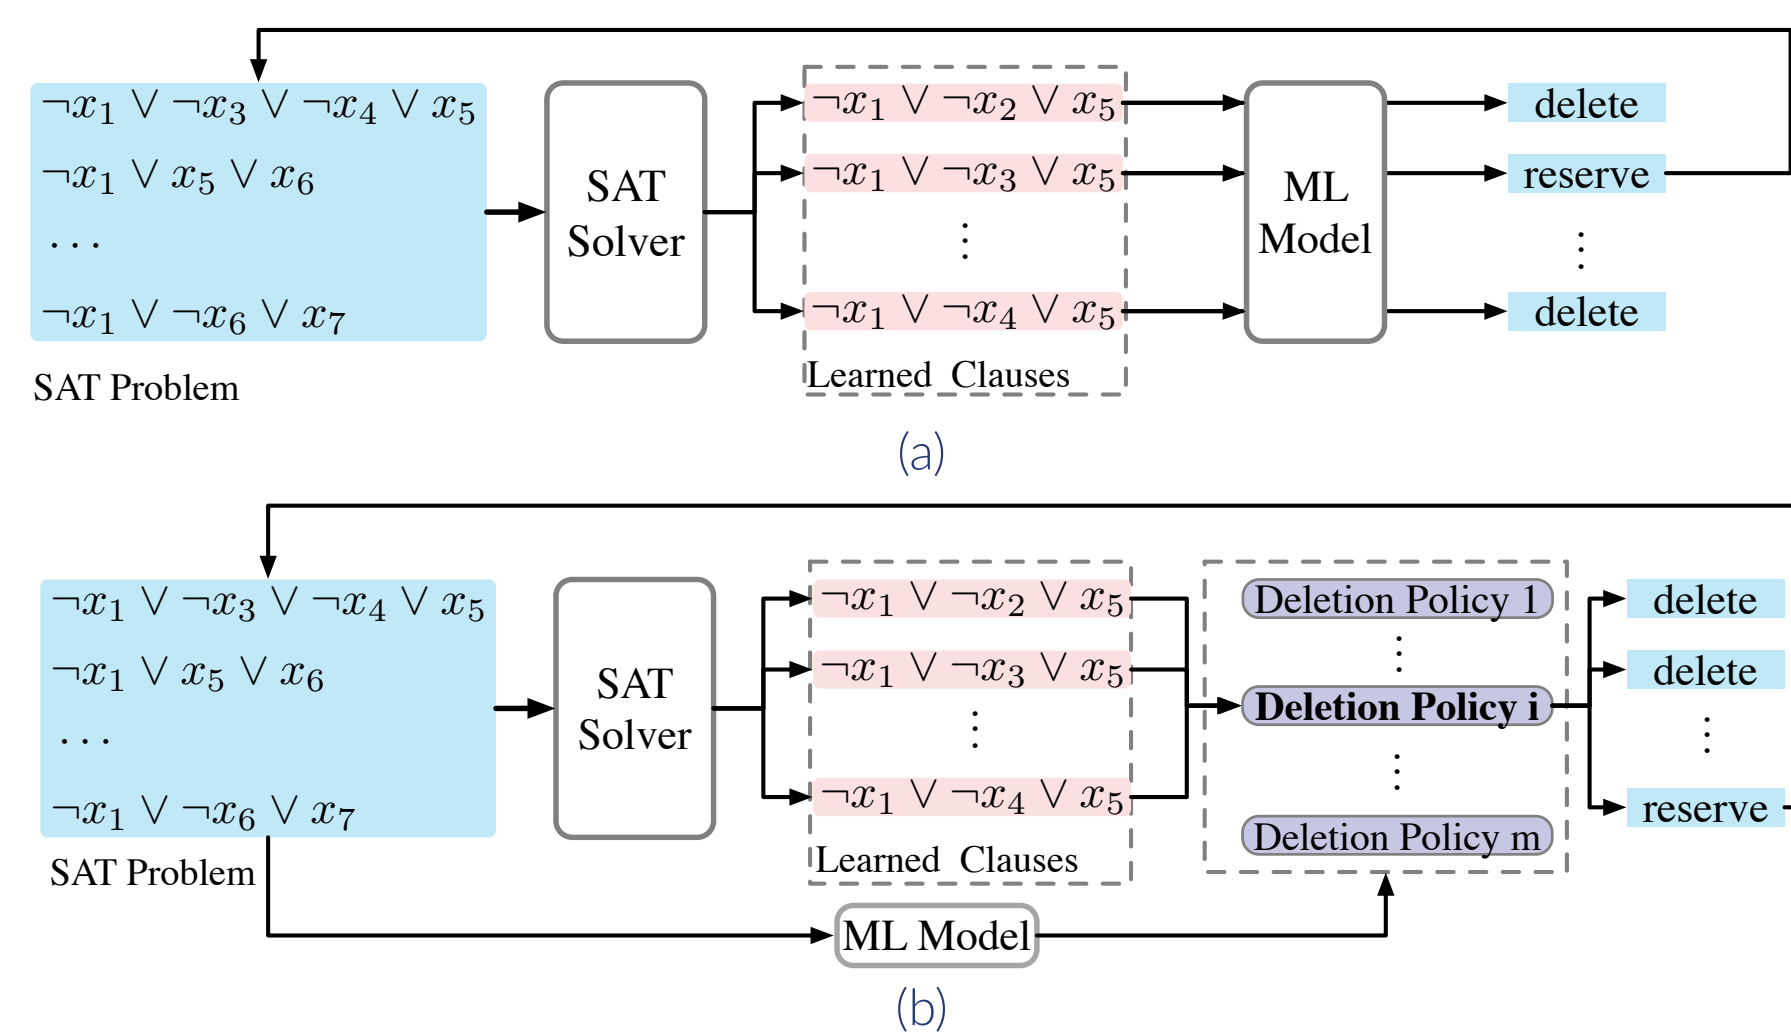 ¬x₁ ∨ ¬x₃ ∨ ¬x₄ ∨ x₅
¬x₁ ∨ x₅ ∨ x₆
...
¬x₁ ∨ ¬x₆ ∨ x₇
SAT Problem
SAT
Solver
¬x₁ ∨ ¬x₂ ∨ x₅
¬x₁ ∨ ¬x₃ ∨ x₅
⋮
¬x₁ ∨ ¬x₄ ∨ x₅
Learned Clauses
ML
Model
delete
reserve
⋮
delete
(a)
¬x₁ ∨ ¬x₃ ∨ ¬x₄ ∨ x₅
¬x₁ ∨ x₅ ∨ x₆
...
¬x₁ ∨ ¬x₆ ∨ x₇
SAT Problem
SAT
Solver
¬x₁ ∨ ¬x₂ ∨ x₅
¬x₁ ∨ ¬x₃ ∨ x₅
⋮
¬x₁ ∨ ¬x₄ ∨ x₅
Learned Clauses
Deletion Policy 1
⋮
Deletion Policy i
⋮
Deletion Policy m
delete
delete
⋮
reserve
ML Model
(b)